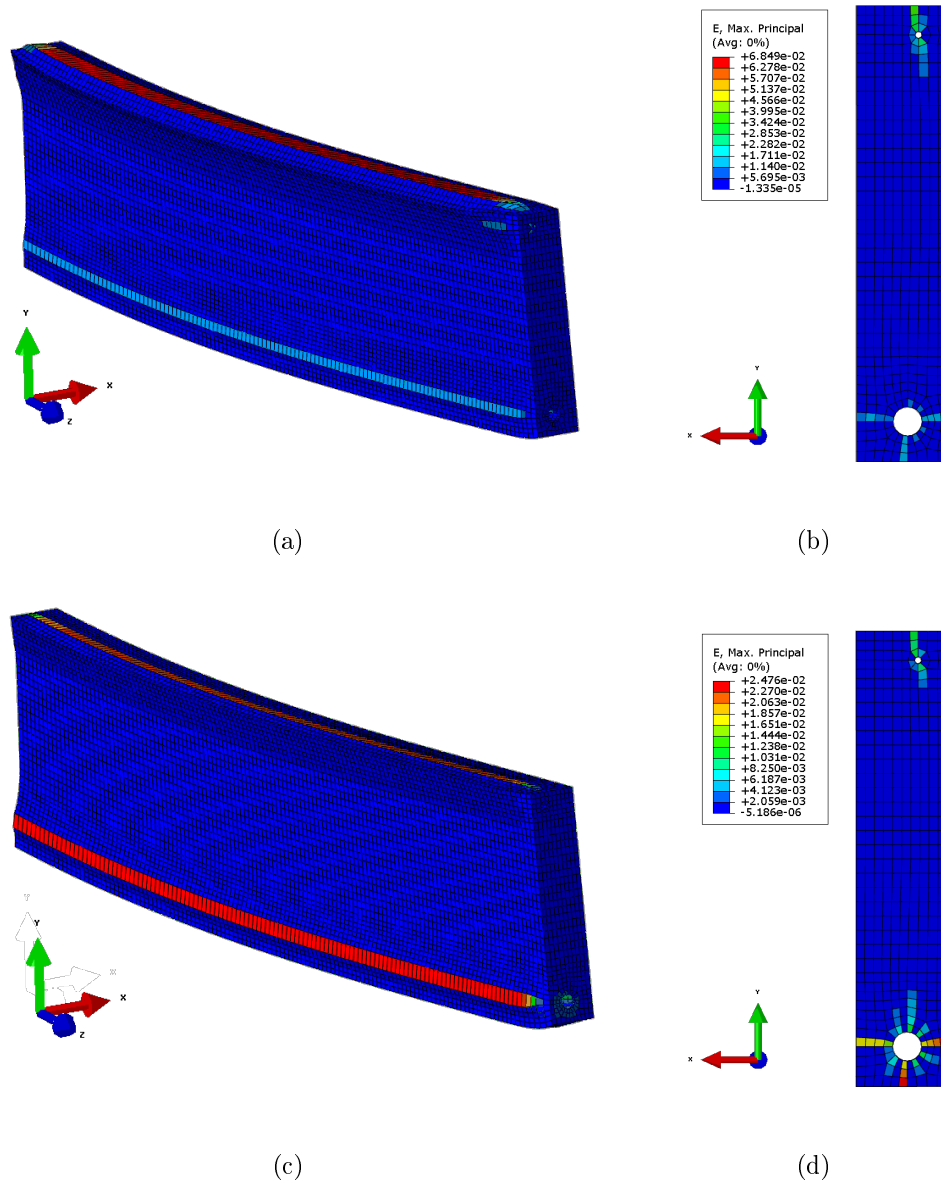 E, Max. Principal
(Avg: 0%)
+6.849e-02
+6.278e-02
+5.707e-02
+5.137e-02
+4.566e-02
+3.995e-02
+3.424e-02
+2.853e-02
+2.282e-02
+1.711e-02
+1.140e-02
+5.695e-03
-1.335e-05
Y
X
Z
Y
X
(a)
(b)
E, Max. Principal
(Avg: 0%)
+2.476e-02
+2.270e-02
+2.063e-02
+1.857e-02
+1.651e-02
+1.444e-02
+1.238e-02
+1.031e-02
+8.250e-03
+6.187e-03
+4.123e-03
+2.059e-03
-5.186e-06
Y
Y
X
X
Z
Y
X
(c)
(d)